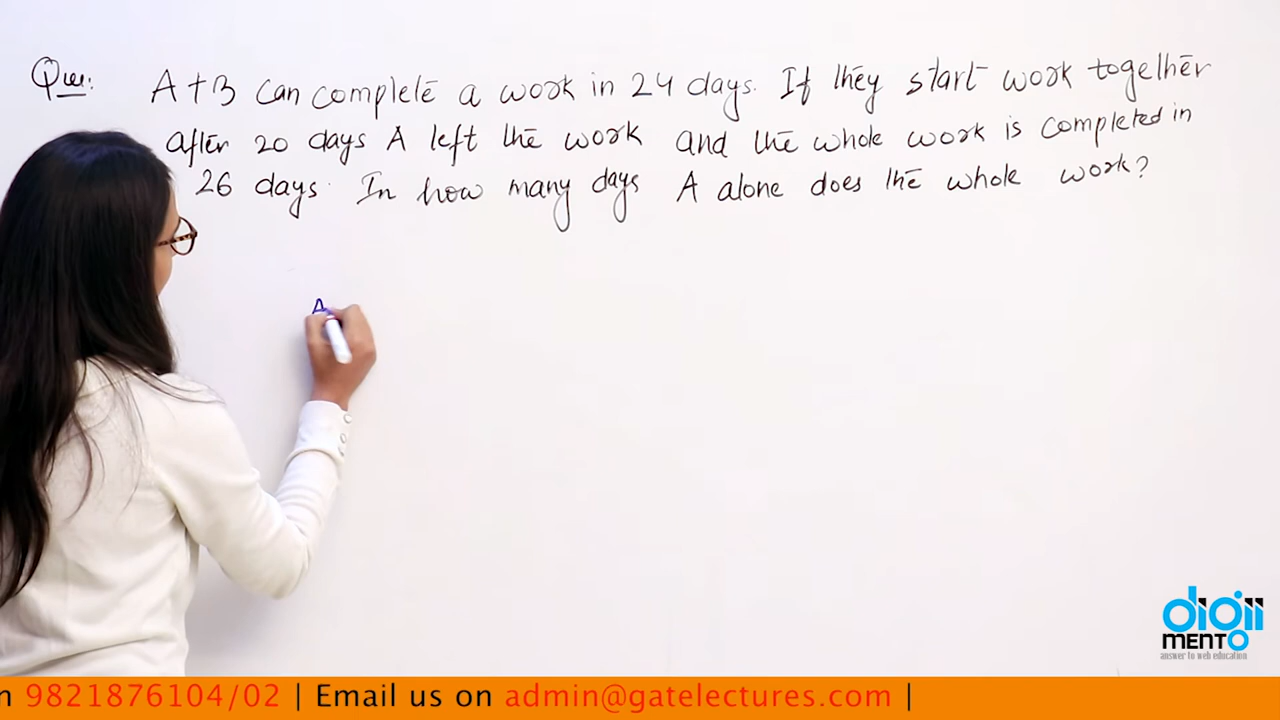 Que: A+B can complete a work in 24 days. If they start work together
after 20 days A left the work and the whole work is completed in
26 days. In how many days A alone does the whole work?
A
digii
MENTO
answer to web education
n 9821876104/02 | Email us on admin@gatelectures.com |